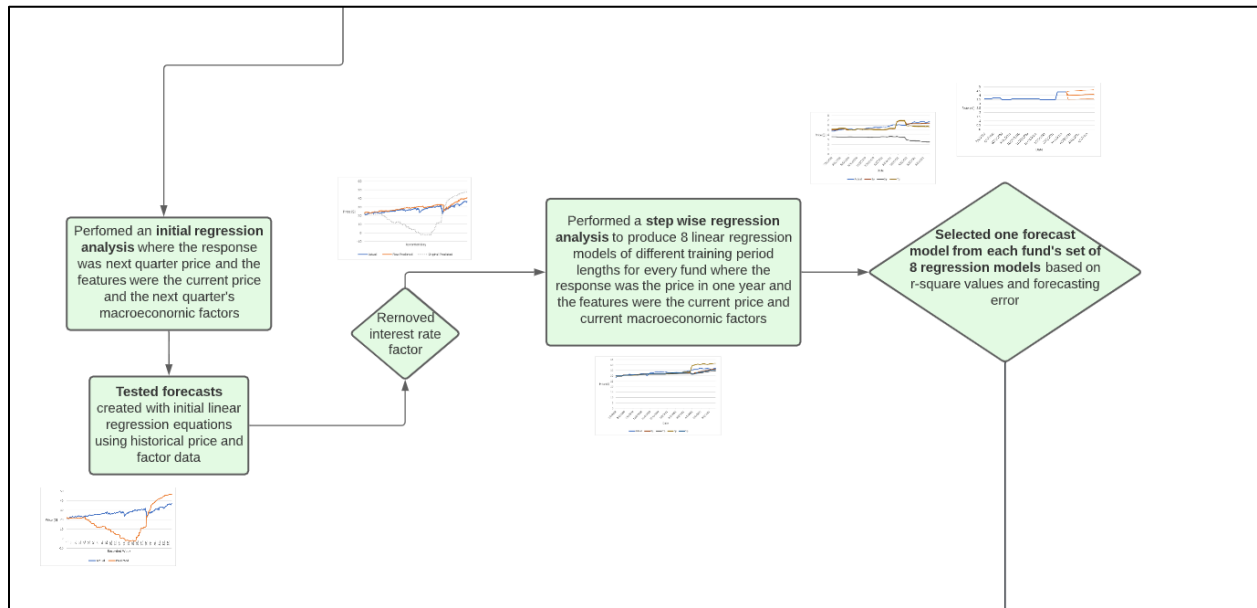 Perfomed an initial regression
analysis where the response
was next quarter price and the
features were the current price
and the next quarter's
macroeconomic factors
Tested forecasts
created with initial linear
regression equations
using historical price and
factor data
Removed
interest rate
factor
Performed a step wise regression
analysis to produce 8 linear regression
models of different training period
lengths for every fund where the
response was the price in one year and
the features were the current price and
current macroeconomic factors
Selected one forecast
model from each fund's set of
8 regression models based on
r-square values and forecasting
error